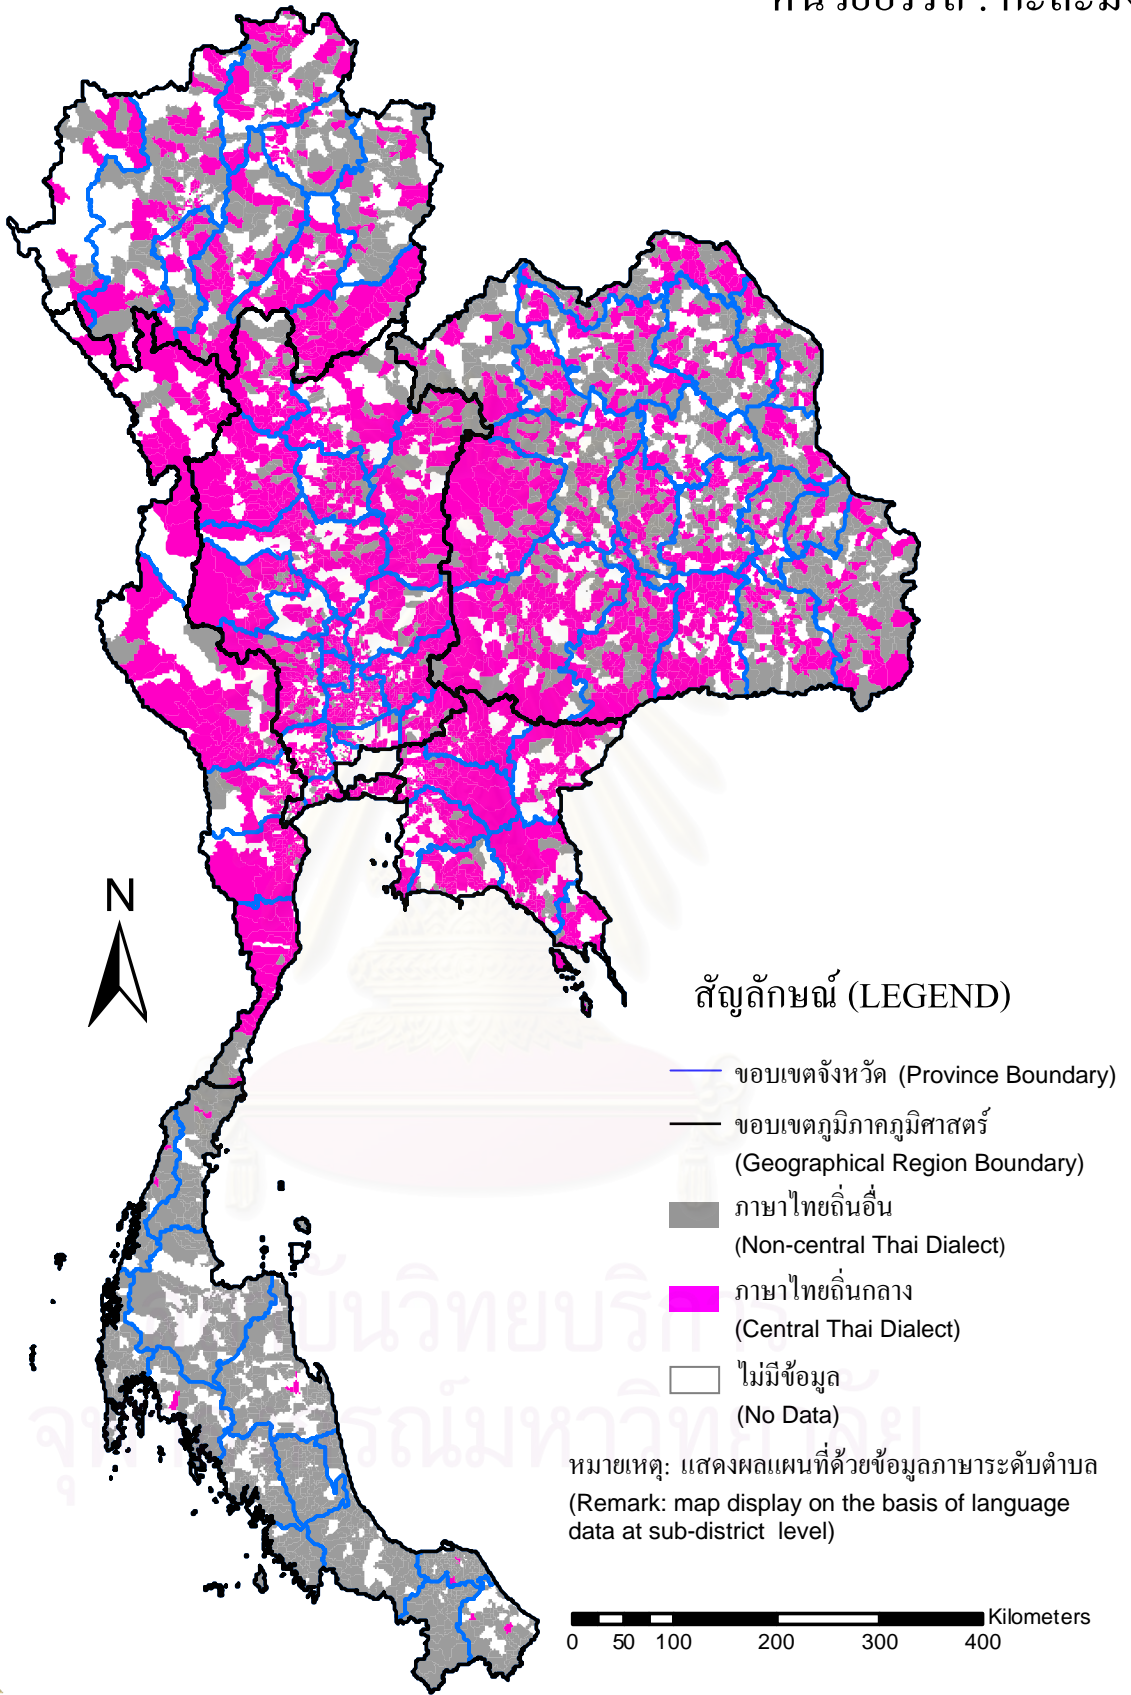 N
สัญลักษณ์ (LEGEND)
ขอบเขตจังหวัด (Province Boundary)
ขอบเขตภูมิภาคภูมิศาสตร์
(Geographical Region Boundary)
ภาษาไทยถิ่นอื่น
(Non-central Thai Dialect)
ภาษาไทยถิ่นกลาง
(Central Thai Dialect)
ไม่มีข้อมูล
(No Data)
หมายเหตุ: แสดงผลแผนที่ด้วยข้อมูลภาษาระดับตำบล
(Remark: map display on the basis of language
data at sub-district level)
Kilometers
0 50 100 200 300 400